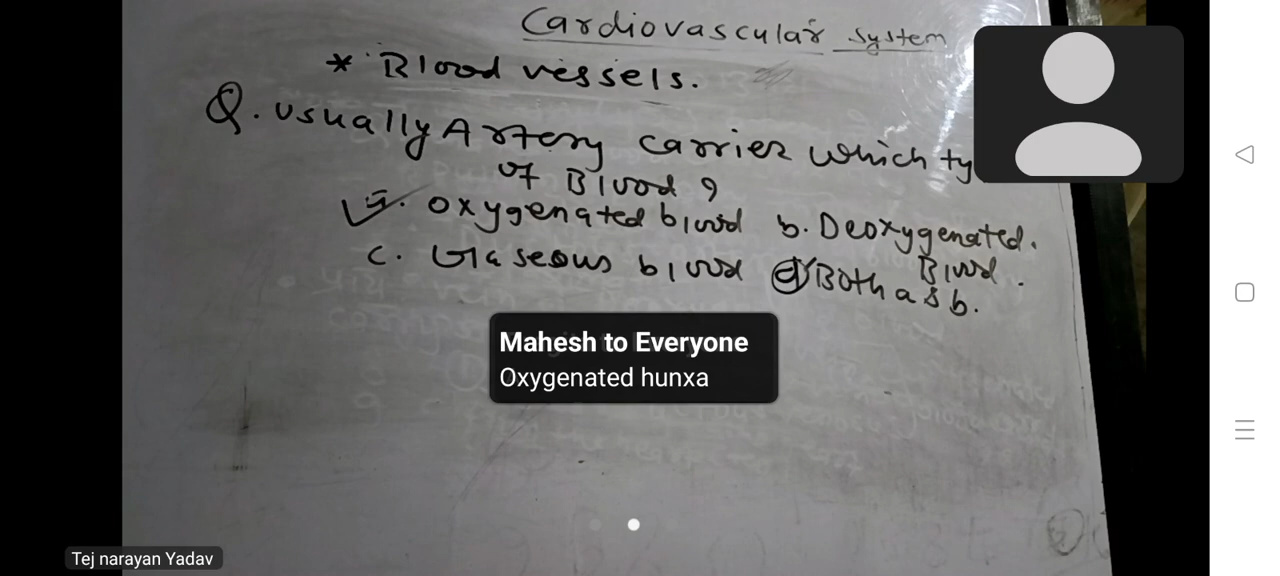 Cardiovascular System
* Blood vessels.
Q. usually Artery carries which ty
of Blood ?
a. oxygenated blood b. Deoxygenated.
Blood.
c. Gaseous blood d Both a & b.
Mahesh to Everyone
Oxygenated hunxa
Tej narayan Yadav